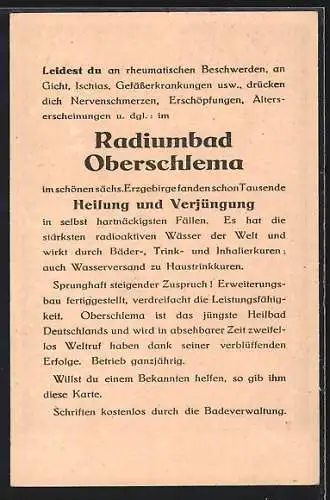 Leidest du an rheumatischen Beschwerden, an
Gicht, Ischias, Gefäßerkrankungen usw., drücken
dich Nervenschmerzen, Erschöpfungen, Alters-
erscheinungen u. dgl.: im
Radiumbad
Oberschlema
im schönen sächs. Erzgebirge fanden schon Tausende
Heilung und Verjüngung
in selbst hartnäckigsten Fällen. Es hat die
stärksten radioaktiven Wässer der Welt und
wirkt durch Bäder-, Trink- und Inhalierkuren;
auch Wasserversand zu Haustrinkkuren.
Sprunghaft steigender Zuspruch! Erweiterungs-
bau fertiggestellt, verdreifacht die Leistungsfähig-
keit. Oberschlema ist das jüngste Heilbad
Deutschlands und wird in absehbarer Zeit zweifel-
los Weltruf haben dank seiner verblüffenden
Erfolge. Betrieb ganzjährig.
Willst du einem Bekannten helfen, so gib ihm
diese Karte.
Schriften kostenlos durch die Badeverwaltung.